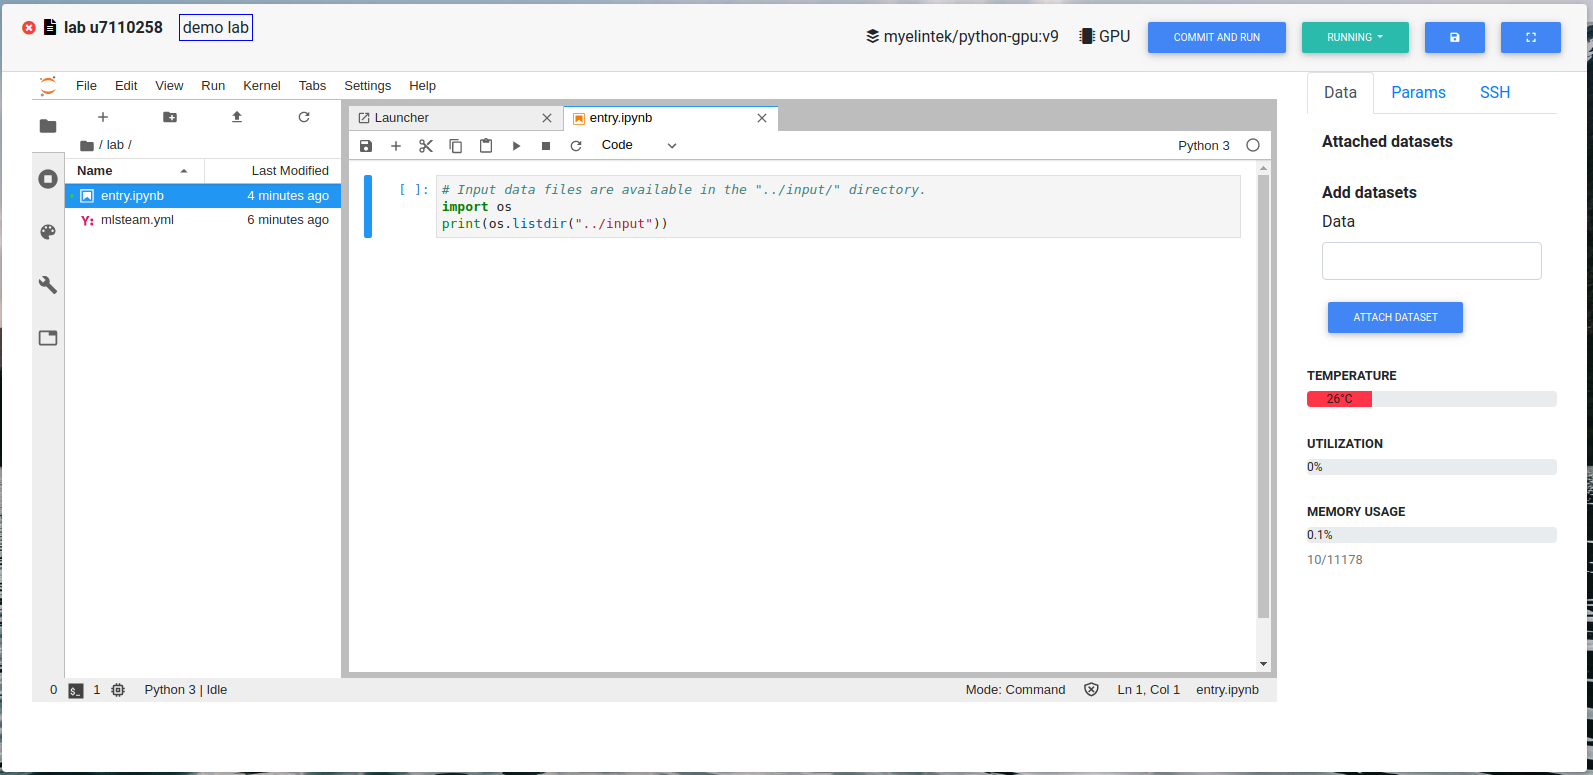 lab u7110258 demo lab
myelintek/python-gpu:v9 GPU COMMIT AND RUN RUNNING
File Edit View Run Kernel Tabs Settings Help
/ lab /
Name Last Modified
entry.ipynb 4 minutes ago
mlsteam.yml 6 minutes ago
Launcher entry.ipynb
Code Python 3
[ ]: # Input data files are available in the "../input/" directory.
import os
print(os.listdir("../input"))
0 $_ 1 Python 3 | Idle Mode: Command Ln 1, Col 1 entry.ipynb
Data Params SSH
Attached datasets
Add datasets
Data
ATTACH DATASET
TEMPERATURE
26°C
UTILIZATION
0%
MEMORY USAGE
0.1%
10/11178